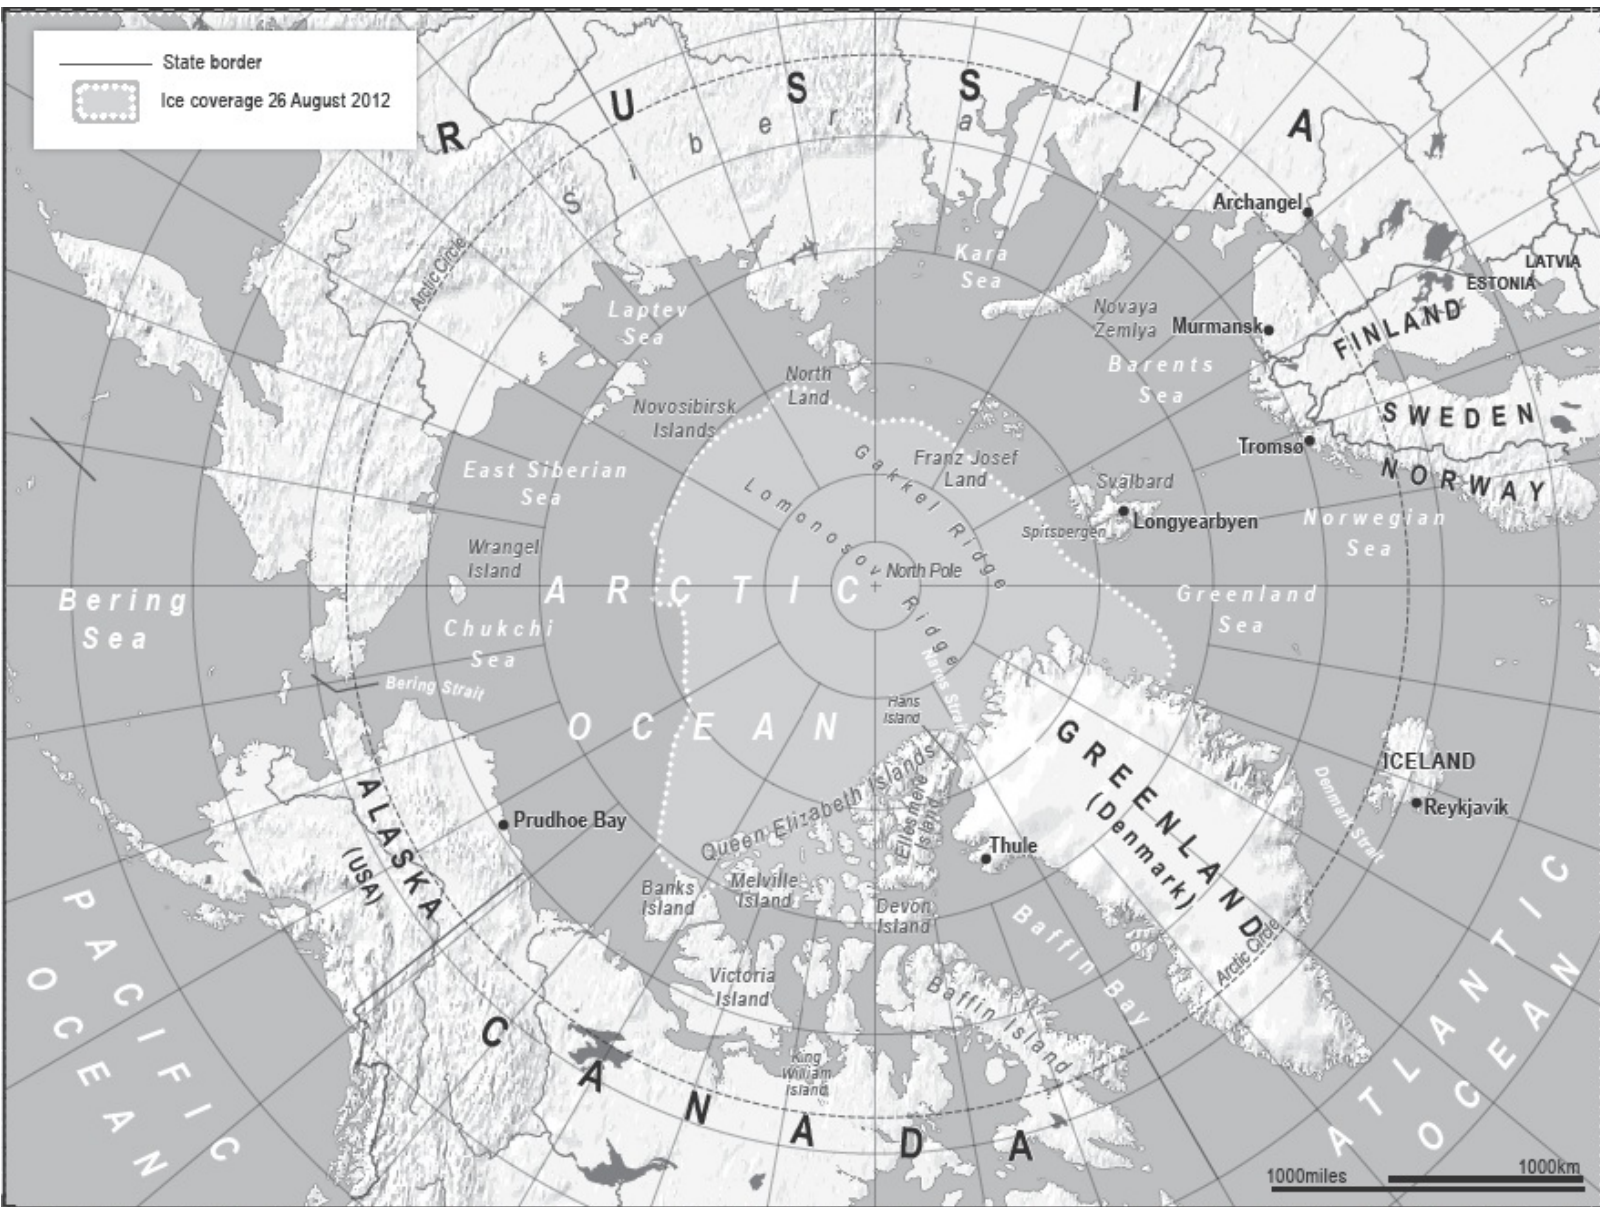 State border
Ice coverage 26 August 2012
RUSSIA
Siberia
Arctic Circle
Archangel
Kara
Sea
LATVIA
ESTONIA
Laptev
Sea
Novaya
Zemlya
Murmansk
FINLAND
Barents
Sea
North
Land
Novosibirsk
Islands
SWEDEN
Tromsø
NORWAY
East Siberian
Sea
Gakkel Ridge
Franz Josef
Land
Lomonosov Ridge
Svalbard
Longyearbyen
Spitsbergen
Norwegian
Sea
Wrangel
Island
North Pole
ARCTIC
OCEAN
Bering
Sea
Greenland
Sea
Chukchi
Sea
Bering Strait
Nares Strait
Hans
Island
GREENLAND
(Denmark)
ICELAND
Reykjavik
Denmark Strait
ALASKA
(USA)
Prudhoe Bay
Queen Elizabeth Islands
Ellesmere
Island
Thule
Banks
Island
Melville
Island
Devon
Island
Baffin Bay
Arctic Circle
PACIFIC
OCEAN
ATLANTIC
OCEAN
Victoria
Island
Baffin Island
King
William
Island
CANADA
1000miles
1000km